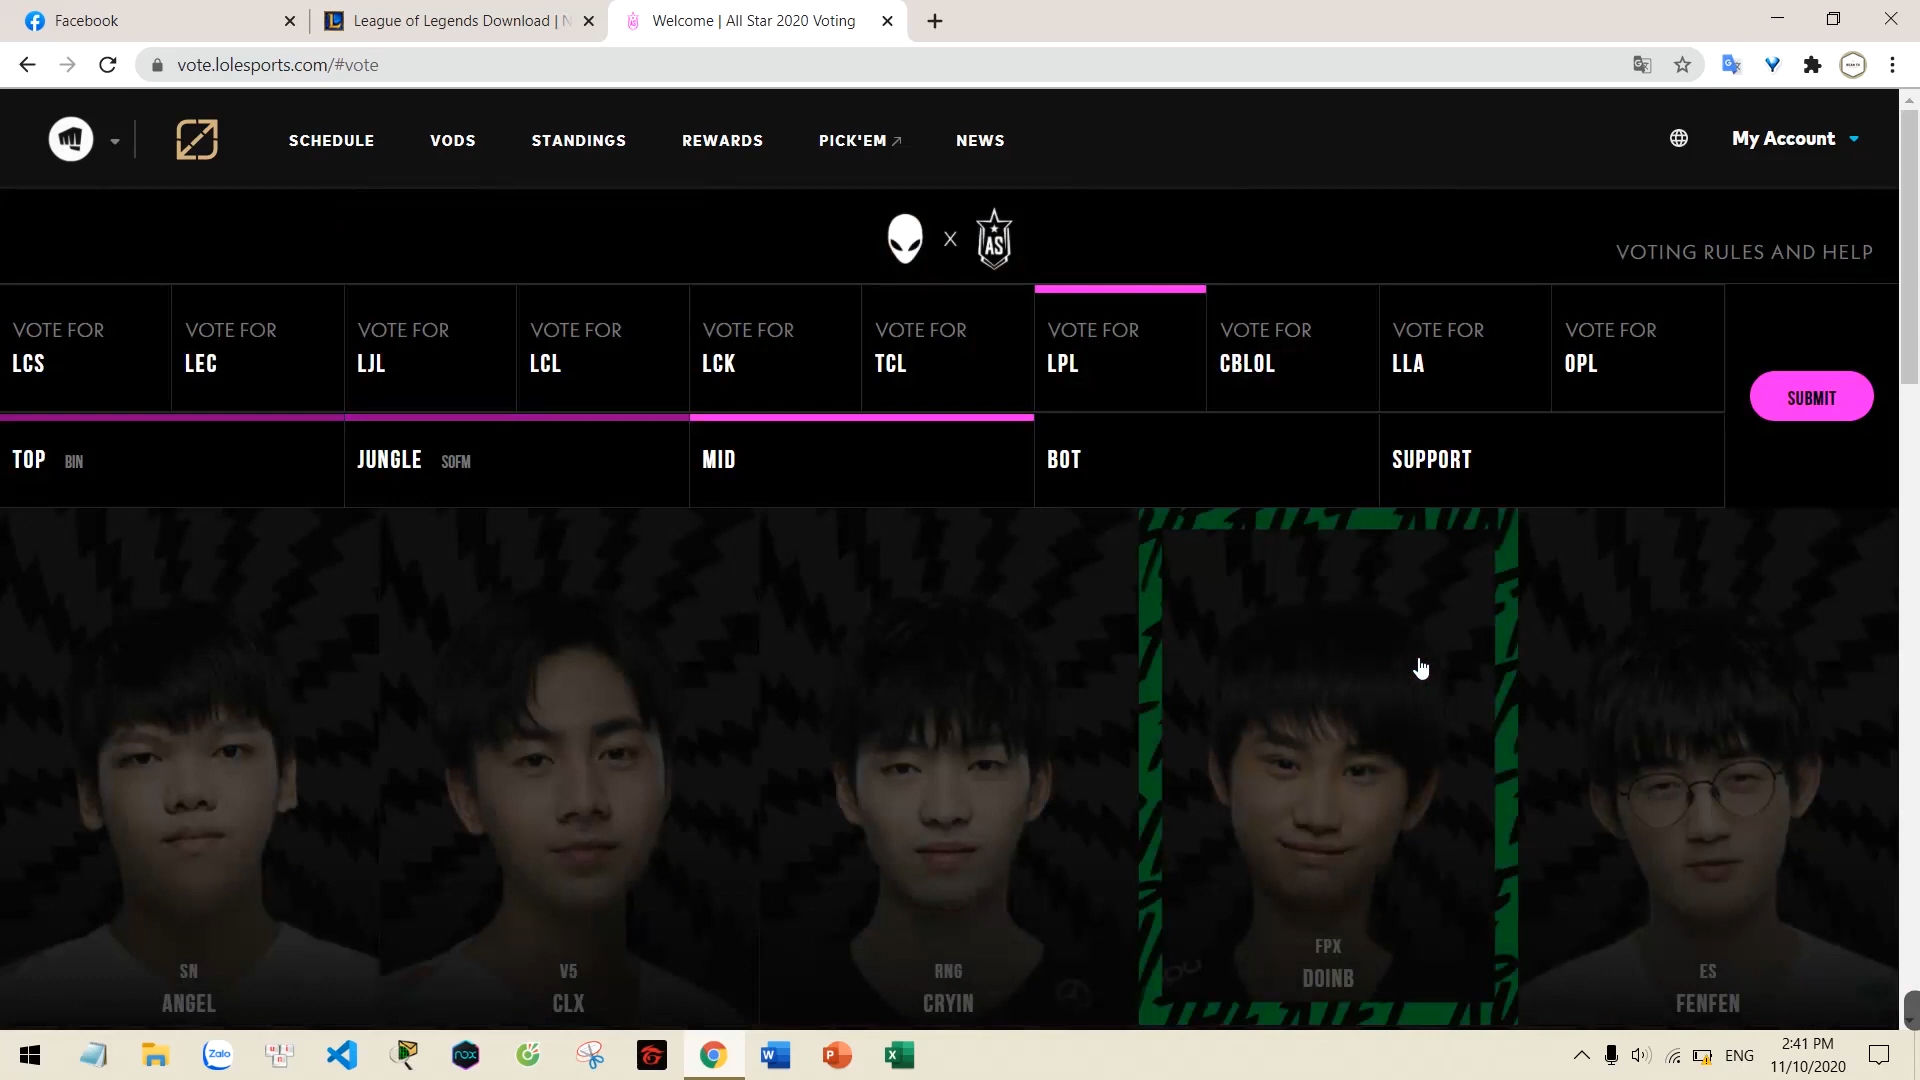 Facebook
League of Legends Download | N
Welcome | All Star 2020 Voting
vote.lolesports.com/#vote
SCHEDULE
VODS
STANDINGS
REWARDS
PICK'EM
NEWS
My Account
X
AS
VOTING RULES AND HELP
VOTE FOR
LCS
VOTE FOR
LEC
VOTE FOR
LJL
VOTE FOR
LCL
VOTE FOR
LCK
VOTE FOR
TCL
VOTE FOR
LPL
VOTE FOR
CBLOL
VOTE FOR
LLA
VOTE FOR
OPL
SUBMIT
TOP BIN
JUNGLE SOFM
MID
BOT
SUPPORT
SN
ANGEL
V5
CLX
RNG
CRYIN
FPX
DOINB
ES
FENFEN
Zalo
nox
ENG
2:41 PM
11/10/2020